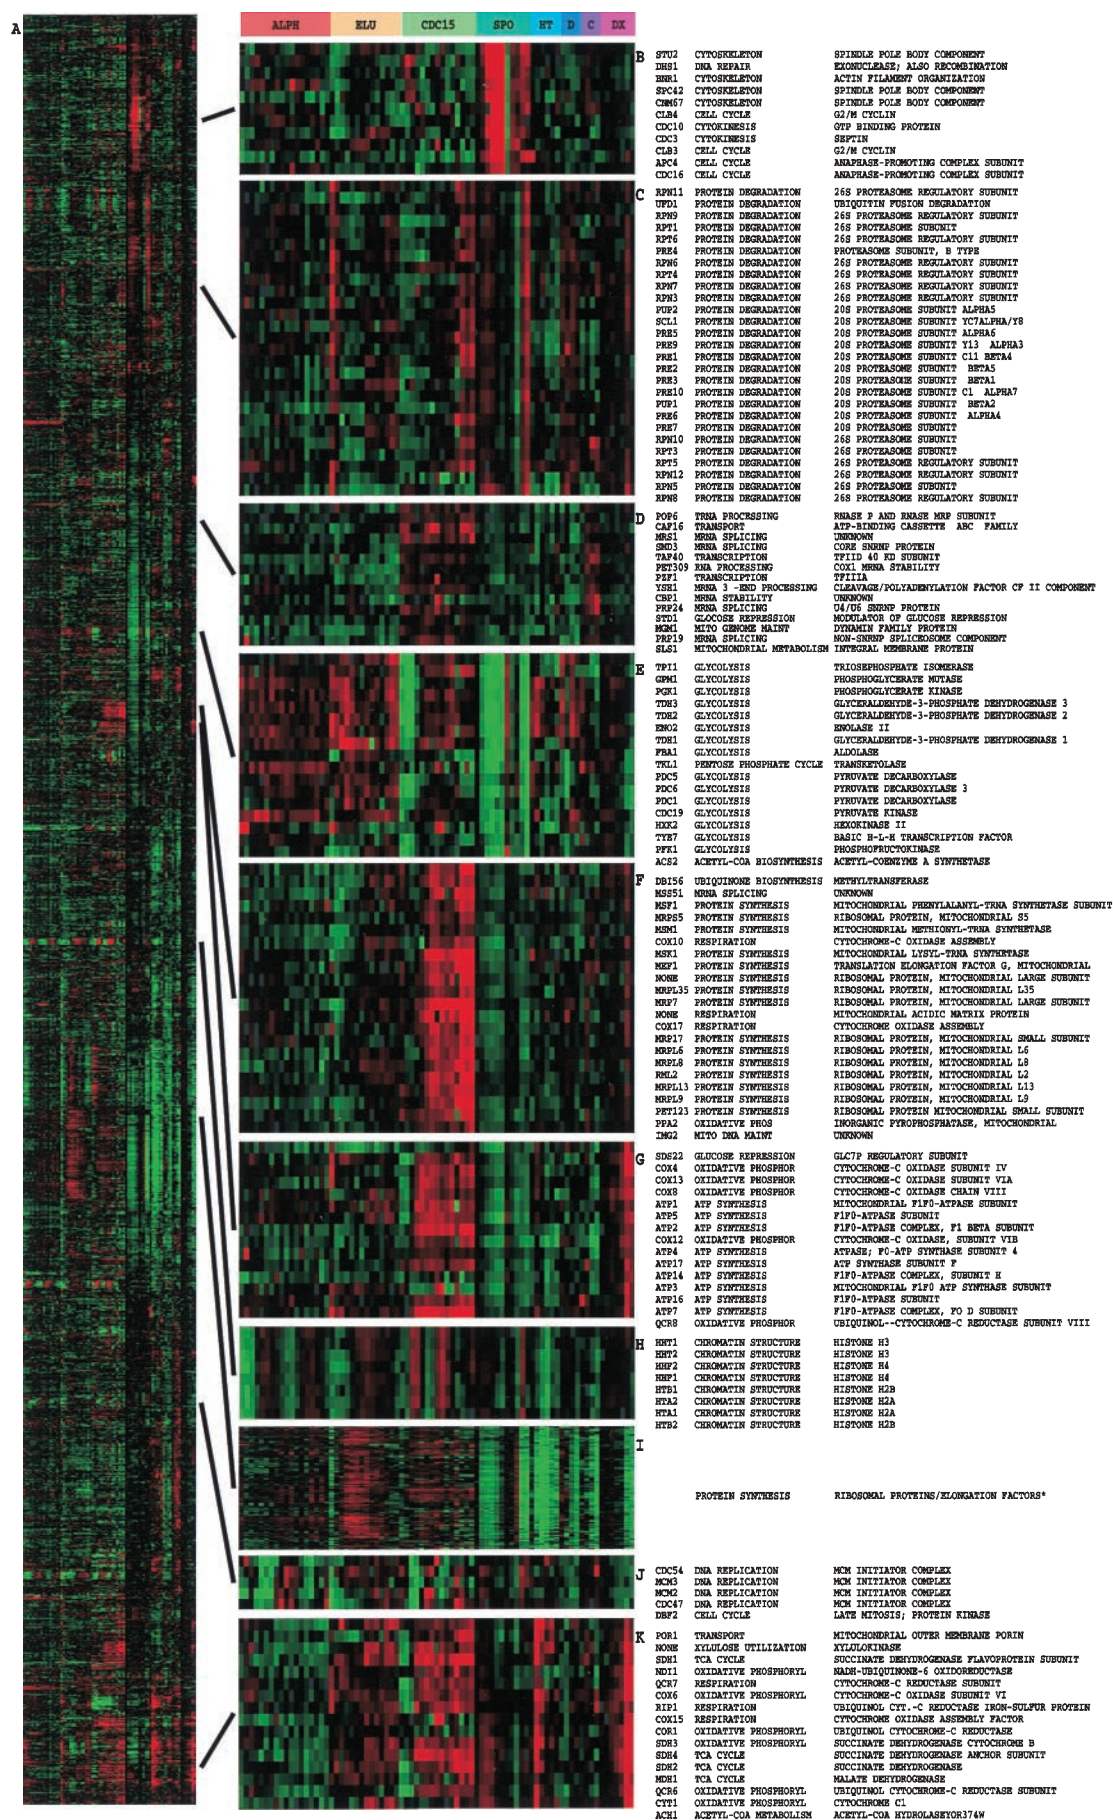 A
ALPH ELU CDC15 SPO HT D C DX
B
STU2 CYTOSKELETON SPINDLE POLE BODY COMPONENT
DHS1 DNA REPAIR EXONUCLEASE; ALSO RECOMBINATION
BNR1 CYTOSKELETON ACTIN FILAMENT ORGANIZATION
SPC42 CYTOSKELETON SPINDLE POLE BODY COMPONENT
CNM67 CYTOSKELETON SPINDLE POLE BODY COMPONENT
CLB4 CELL CYCLE G2/M CYCLIN
CDC10 CYTOKINESIS GTP BINDING PROTEIN
CDC3 CYTOKINESIS SEPTIN
CLB3 CELL CYCLE G2/M CYCLIN
APC4 CELL CYCLE ANAPHASE-PROMOTING COMPLEX SUBUNIT
CDC16 CELL CYCLE ANAPHASE-PROMOTING COMPLEX SUBUNIT
C
RPN11 PROTEIN DEGRADATION 26S PROTEASOME REGULATORY SUBUNIT
UFD1 PROTEIN DEGRADATION UBIQUITIN FUSION DEGRADATION
RPN9 PROTEIN DEGRADATION 26S PROTEASOME REGULATORY SUBUNIT
RPT1 PROTEIN DEGRADATION 26S PROTEASOME SUBUNIT
RPT6 PROTEIN DEGRADATION 26S PROTEASOME REGULATORY SUBUNIT
PRE4 PROTEIN DEGRADATION PROTEASOME SUBUNIT, B TYPE
RPN6 PROTEIN DEGRADATION 26S PROTEASOME REGULATORY SUBUNIT
RPT4 PROTEIN DEGRADATION 26S PROTEASOME REGULATORY SUBUNIT
RPN7 PROTEIN DEGRADATION 26S PROTEASOME REGULATORY SUBUNIT
RPN3 PROTEIN DEGRADATION 26S PROTEASOME REGULATORY SUBUNIT
PUP2 PROTEIN DEGRADATION 20S PROTEASOME SUBUNIT ALPHA5
SCL1 PROTEIN DEGRADATION 20S PROTEASOME SUBUNIT YC7ALPHA/Y8
PRE5 PROTEIN DEGRADATION 20S PROTEASOME SUBUNIT ALPHA6
PRE9 PROTEIN DEGRADATION 20S PROTEASOME SUBUNIT Y13 ALPHA3
PRE1 PROTEIN DEGRADATION 20S PROTEASOME SUBUNIT C11 BETA4
PRE2 PROTEIN DEGRADATION 20S PROTEASOME SUBUNIT BETA5
PRE3 PROTEIN DEGRADATION 20S PROTEASOME SUBUNIT BETA1
PRE10 PROTEIN DEGRADATION 20S PROTEASOME SUBUNIT C1 ALPHA7
PUP1 PROTEIN DEGRADATION 20S PROTEASOME SUBUNIT BETA2
PRE6 PROTEIN DEGRADATION 20S PROTEASOME SUBUNIT ALPHA4
PRE7 PROTEIN DEGRADATION 20S PROTEASOME SUBUNIT
RPN10 PROTEIN DEGRADATION 26S PROTEASOME SUBUNIT
RPT3 PROTEIN DEGRADATION 26S PROTEASOME SUBUNIT
RPT5 PROTEIN DEGRADATION 26S PROTEASOME REGULATORY SUBUNIT
RPN12 PROTEIN DEGRADATION 26S PROTEASOME REGULATORY SUBUNIT
RPN5 PROTEIN DEGRADATION 26S PROTEASOME SUBUNIT
RPN8 PROTEIN DEGRADATION 26S PROTEASOME REGULATORY SUBUNIT
D
POP6 TRNA PROCESSING RNASE P AND RNASE MRP SUBUNIT
CAF16 TRANSPORT ATP-BINDING CASSETTE ABC FAMILY
MRS1 MRNA SPLICING UNKNOWN
SMD3 MRNA SPLICING CORE SNRNP PROTEIN
TAF40 TRANSCRIPTION TFIID 40 KD SUBUNIT
PET309 RNA PROCESSING COX1 MRNA STABILITY
PZF1 TRANSCRIPTION TFIIIA
YSH1 MRNA 3 -END PROCESSING CLEAVAGE/POLYADENYLATION FACTOR CF II COMPONENT
CBP1 MRNA STABILITY UNKNOWN
PRP24 MRNA SPLICING U4/U6 SNRNP PROTEIN
STD1 GLOCOSE REPRESSION MODULATOR OF GLUCOSE REPRESSION
MGM1 MITO GENOME MAINT DYNAMIN FAMILY PROTEIN
PRP19 MRNA SPLICING NON-SNRNP SPLICEOSOME COMPONENT
SLS1 MITOCHONDRIAL METABOLISM INTEGRAL MEMBRANE PROTEIN
E
TPI1 GLYCOLYSIS TRIOSEPHOSPHATE ISOMERASE
GPM1 GLYCOLYSIS PHOSPHOGLYCERATE MUTASE
PGK1 GLYCOLYSIS PHOSPHOGLYCERATE KINASE
TDH3 GLYCOLYSIS GLYCERALDEHYDE-3-PHOSPHATE DEHYDROGENASE 3
TDH2 GLYCOLYSIS GLYCERALDEHYDE-3-PHOSPHATE DEHYDROGENASE 2
ENO2 GLYCOLYSIS ENOLASE II
TDH1 GLYCOLYSIS GLYCERALDEHYDE-3-PHOSPHATE DEHYDROGENASE 1
FBA1 GLYCOLYSIS ALDOLASE
TKL1 PENTOSE PHOSPHATE CYCLE TRANSKETOLASE
PDC5 GLYCOLYSIS PYRUVATE DECARBOXYLASE
PDC6 GLYCOLYSIS PYRUVATE DECARBOXYLASE 3
PDC1 GLYCOLYSIS PYRUVATE DECARBOXYLASE
CDC19 GLYCOLYSIS PYRUVATE KINASE
HXK2 GLYCOLYSIS HEXOKINASE II
TYE7 GLYCOLYSIS BASIC H-L-H TRANSCRIPTION FACTOR
PFK1 GLYCOLYSIS PHOSPHOFRUCTOKINASE
ACS2 ACETYL-COA BIOSYNTHESIS ACETYL-COENZYME A SYNTHETASE
F
DBI56 UBIQUINONE BIOSYNTHESIS METHYLTRANSFERASE
MSS51 MRNA SPLICING UNKNOWN
MSF1 PROTEIN SYNTHESIS MITOCHONDRIAL PHENYLALANYL-TRNA SYNTHETASE SUBUNIT
MRPS5 PROTEIN SYNTHESIS RIBOSOMAL PROTEIN, MITOCHONDRIAL S5
MSM1 PROTEIN SYNTHESIS MITOCHONDRIAL METHIONYL-TRNA SYNTHETASE
COX10 RESPIRATION CYTOCHROME-C OXIDASE ASSEMBLY
MSK1 PROTEIN SYNTHESIS MITOCHONDRIAL LYSYL-TRNA SYNTHETASE
MEF1 PROTEIN SYNTHESIS TRANSLATION ELONGATION FACTOR G, MITOCHONDRIAL
NONE PROTEIN SYNTHESIS RIBOSOMAL PROTEIN, MITOCHONDRIAL LARGE SUBUNIT
MRPL35 PROTEIN SYNTHESIS RIBOSOMAL PROTEIN, MITOCHONDRIAL L35
MRP7 PROTEIN SYNTHESIS RIBOSOMAL PROTEIN, MITOCHONDRIAL LARGE SUBUNIT
NONE RESPIRATION MITOCHONDRIAL ACIDIC MATRIX PROTEIN
COX17 RESPIRATION CYTOCHROME OXIDASE ASSEMBLY
MRP17 PROTEIN SYNTHESIS RIBOSOMAL PROTEIN, MITOCHONDRIAL SMALL SUBUNIT
MRPL6 PROTEIN SYNTHESIS RIBOSOMAL PROTEIN, MITOCHONDRIAL L6
MRPL8 PROTEIN SYNTHESIS RIBOSOMAL PROTEIN, MITOCHONDRIAL L8
RML2 PROTEIN SYNTHESIS RIBOSOMAL PROTEIN, MITOCHONDRIAL L2
MRPL13 PROTEIN SYNTHESIS RIBOSOMAL PROTEIN, MITOCHONDRIAL L13
MRPL9 PROTEIN SYNTHESIS RIBOSOMAL PROTEIN, MITOCHONDRIAL L9
PET123 PROTEIN SYNTHESIS RIBOSOMAL PROTEIN MITOCHONDRIAL SMALL SUBUNIT
PPA2 OXIDATIVE PHOS INORGANIC PYROPHOSPHATASE, MITOCHONDRIAL
IMG2 MITO DNA MAINT UNKNOWN
G
SDS22 GLUCOSE REPRESSION GLC7P REGULATORY SUBUNIT
COX4 OXIDATIVE PHOSPHOR CYTOCHROME-C OXIDASE SUBUNIT IV
COX13 OXIDATIVE PHOSPHOR CYTOCHROME-C OXIDASE SUBUNIT VIA
COX8 OXIDATIVE PHOSPHOR CYTOCHROME-C OXIDASE CHAIN VIII
ATP1 ATP SYNTHESIS MITOCHONDRIAL F1F0-ATPASE SUBUNIT
ATP5 ATP SYNTHESIS F1F0-ATPASE SUBUNIT
ATP2 ATP SYNTHESIS F1F0-ATPASE COMPLEX, F1 BETA SUBUNIT
COX12 OXIDATIVE PHOSPHOR CYTOCHROME-C OXIDASE, SUBUNIT VIB
ATP4 ATP SYNTHESIS ATPASE; F0-ATP SYNTHASE SUBUNIT 4
ATP17 ATP SYNTHESIS ATP SYNTHASE SUBUNIT F
ATP14 ATP SYNTHESIS F1F0-ATPASE COMPLEX, SUBUNIT H
ATP3 ATP SYNTHESIS MITOCHONDRIAL F1F0 ATP SYNTHASE SUBUNIT
ATP16 ATP SYNTHESIS F1F0-ATPASE SUBUNIT
ATP7 ATP SYNTHESIS F1F0-ATPASE COMPLEX, FO D SUBUNIT
QCR8 OXIDATIVE PHOSPHOR UBIQUINOL--CYTOCHROME-C REDUCTASE SUBUNIT VIII
H
HHT1 CHROMATIN STRUCTURE HISTONE H3
HHT2 CHROMATIN STRUCTURE HISTONE H3
HHF2 CHROMATIN STRUCTURE HISTONE H4
HHF1 CHROMATIN STRUCTURE HISTONE H4
HTB1 CHROMATIN STRUCTURE HISTONE H2B
HTA2 CHROMATIN STRUCTURE HISTONE H2A
HTA1 CHROMATIN STRUCTURE HISTONE H2A
HTB2 CHROMATIN STRUCTURE HISTONE H2B
I
PROTEIN SYNTHESIS RIBOSOMAL PROTEINS/ELONGATION FACTORS*
J
CDC54 DNA REPLICATION MCM INITIATOR COMPLEX
MCM3 DNA REPLICATION MCM INITIATOR COMPLEX
MCM2 DNA REPLICATION MCM INITIATOR COMPLEX
CDC47 DNA REPLICATION MCM INITIATOR COMPLEX
DBF2 CELL CYCLE LATE MITOSIS; PROTEIN KINASE
K
POR1 TRANSPORT MITOCHONDRIAL OUTER MEMBRANE PORIN
NONE XYLULOSE UTILIZATION XYLULOKINASE
SDH1 TCA CYCLE SUCCINATE DEHYDROGENASE FLAVOPROTEIN SUBUNIT
NDI1 OXIDATIVE PHOSPHORYL NADH-UBIQUINONE-6 OXIDOREDUCTASE
QCR7 RESPIRATION CYTOCHROME-C REDUCTASE SUBUNIT
COX6 OXIDATIVE PHOSPHORYL CYTOCHROME-C OXIDASE SUBUNIT VI
RIP1 RESPIRATION UBIQUINOL CYT.-C REDUCTASE IRON-SULFUR PROTEIN
COX15 RESPIRATION CYTOCHROME OXIDASE ASSEMBLY FACTOR
COR1 OXIDATIVE PHOSPHORYL UBIQUINOL CYTOCHROME-C REDUCTASE
SDH3 OXIDATIVE PHOSPHORYL SUCCINATE DEHYDROGENASE CYTOCHROME B
SDH4 TCA CYCLE SUCCINATE DEHYDROGENASE ANCHOR SUBUNIT
SDH2 TCA CYCLE SUCCINATE DEHYDROGENASE
MDH1 TCA CYCLE MALATE DEHYDROGENASE
QCR6 OXIDATIVE PHOSPHORYL UBIQUINOL CYTOCHROME-C REDUCTASE SUBUNIT
CYT1 OXIDATIVE PHOSPHORYL CYTOCHROME C1
ACH1 ACETYL-COA METABOLISM ACETYL-COA HYDROLASEYOR374W